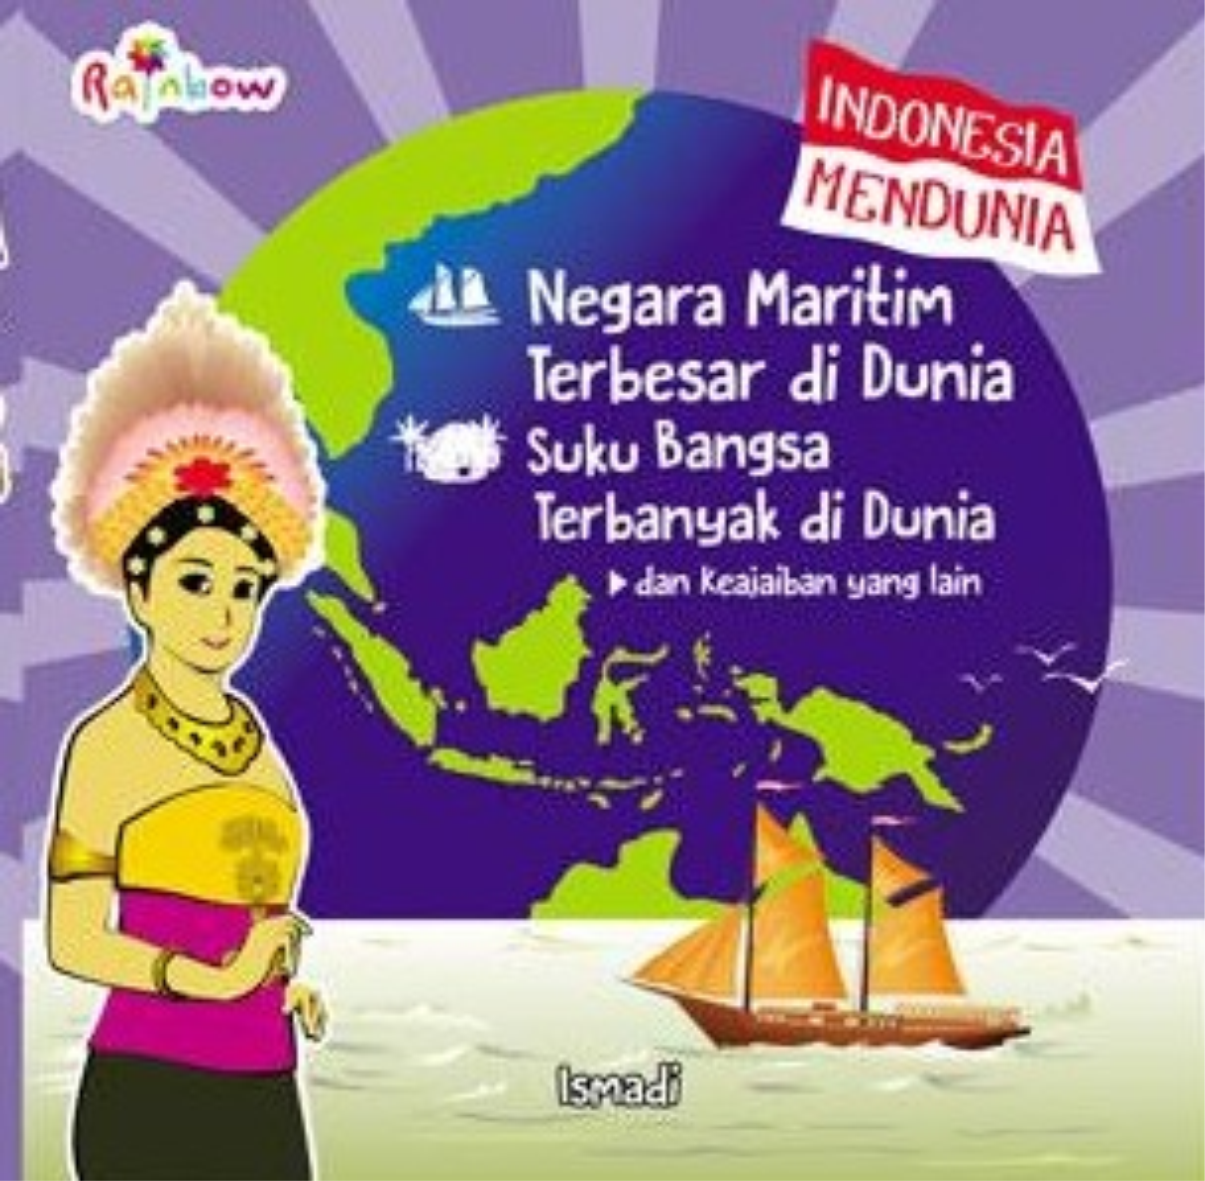 Rainbow
INDONESIA
MENDUNIA
Negara Maritim
Terbesar di Dunia
Suku Bangsa
Terbanyak di Dunia
dan Keajaiban yang lain
Ismadi